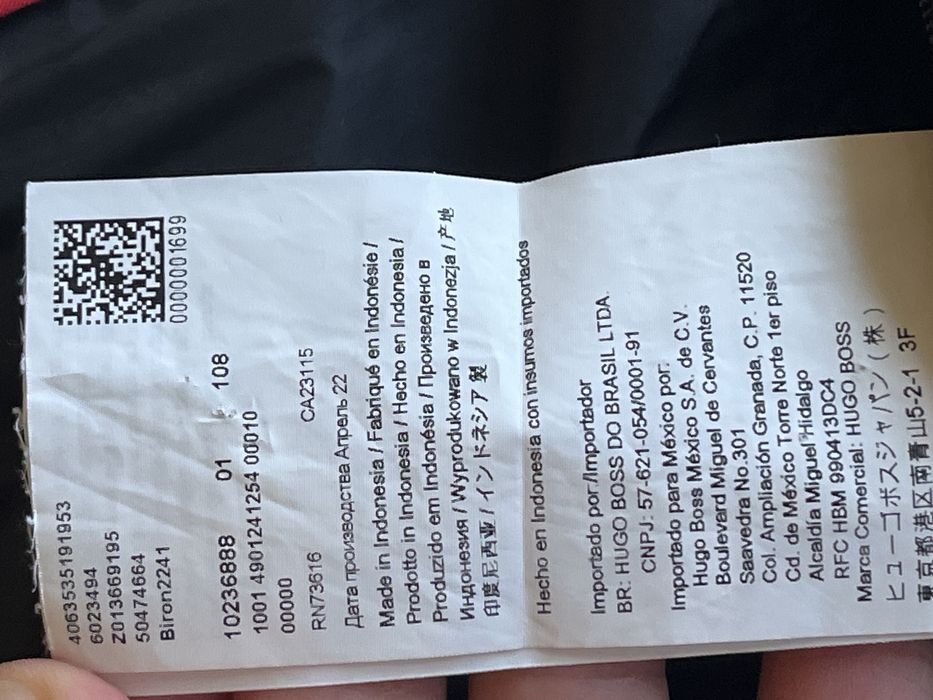 4063535191953
60234494
Z013669195
50474664
Biron2241
0000001699
10236888 01 108
1001 4901241254 00010
00000
RN73616 CA23115
Дата производства Апрель 22
Made in Indonesia / Fabriqué en Indonésie /
Prodotto in Indonesia / Hecho en Indonesia /
Produzido em Indonésia / Произведено в
Индонезия / Wyprodukowano w Indonezja / 产地
印度尼西亚 / インドネシア製
Hecho en Indonesia con insumos importados
Importado por/Importador
BR: HUGO BOSS DO BRASIL LTDA.
CNPJ: 57-621-054/0001-91
Importado para México por:
Hugo Boss México S.A. de C.V.
Boulevard Miguel de Cervantes
Saavedra No.301
Col. Ampliación Granada, C.P. 11520
Cd. de México Torre Norte 1er piso
Alcaldía Miguel Hidalgo
RFC HBM 990413DC4
Marca Comercial: HUGO BOSS
ヒューゴボスジャパン(株)
東京都港区南青山5-2-1 3F